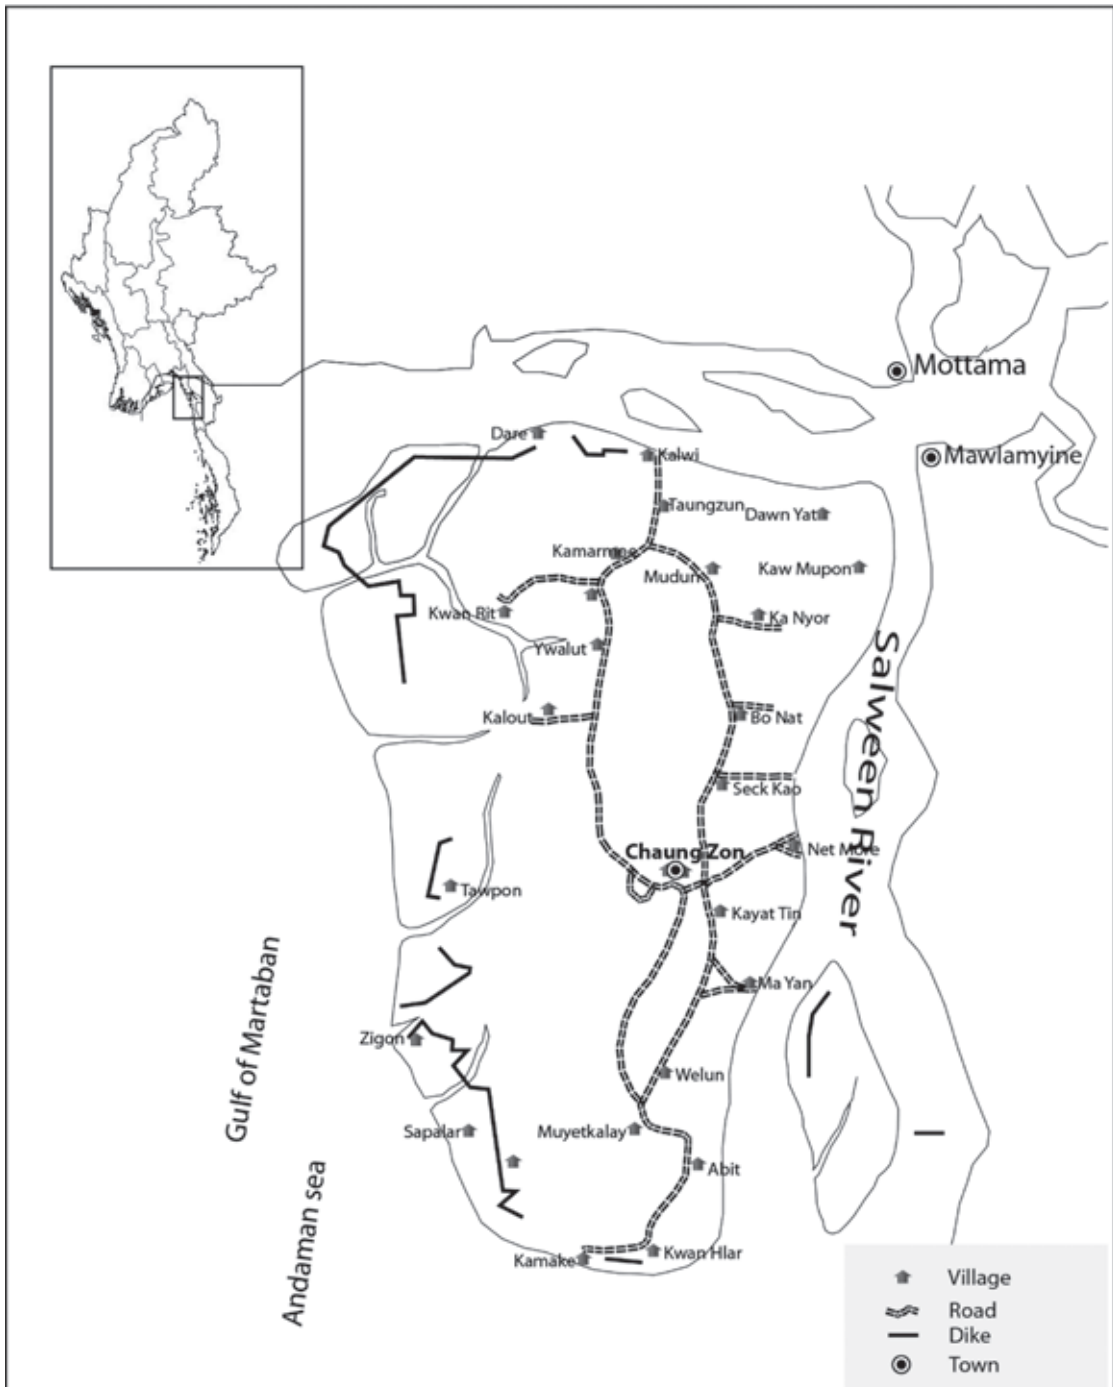 Mottama
Dare
Kalwi
Mawlamyine
Taungzun
Dawn Yat
Mudun
Kaw Mupon
Kwan Rit
Ka Nyor
Ywalut
Salween River
Kalout
Bo Nat
Seck Kao
Chaung Zon
Net More
Tawpon
Kayat Tin
Ma Yan
Gulf of Martaban
Zigon
Welun
Sapalar
Muyetkalay
Abit
Andaman sea
Kamake
Kwan Hlar
Village
Road
Dike
Town